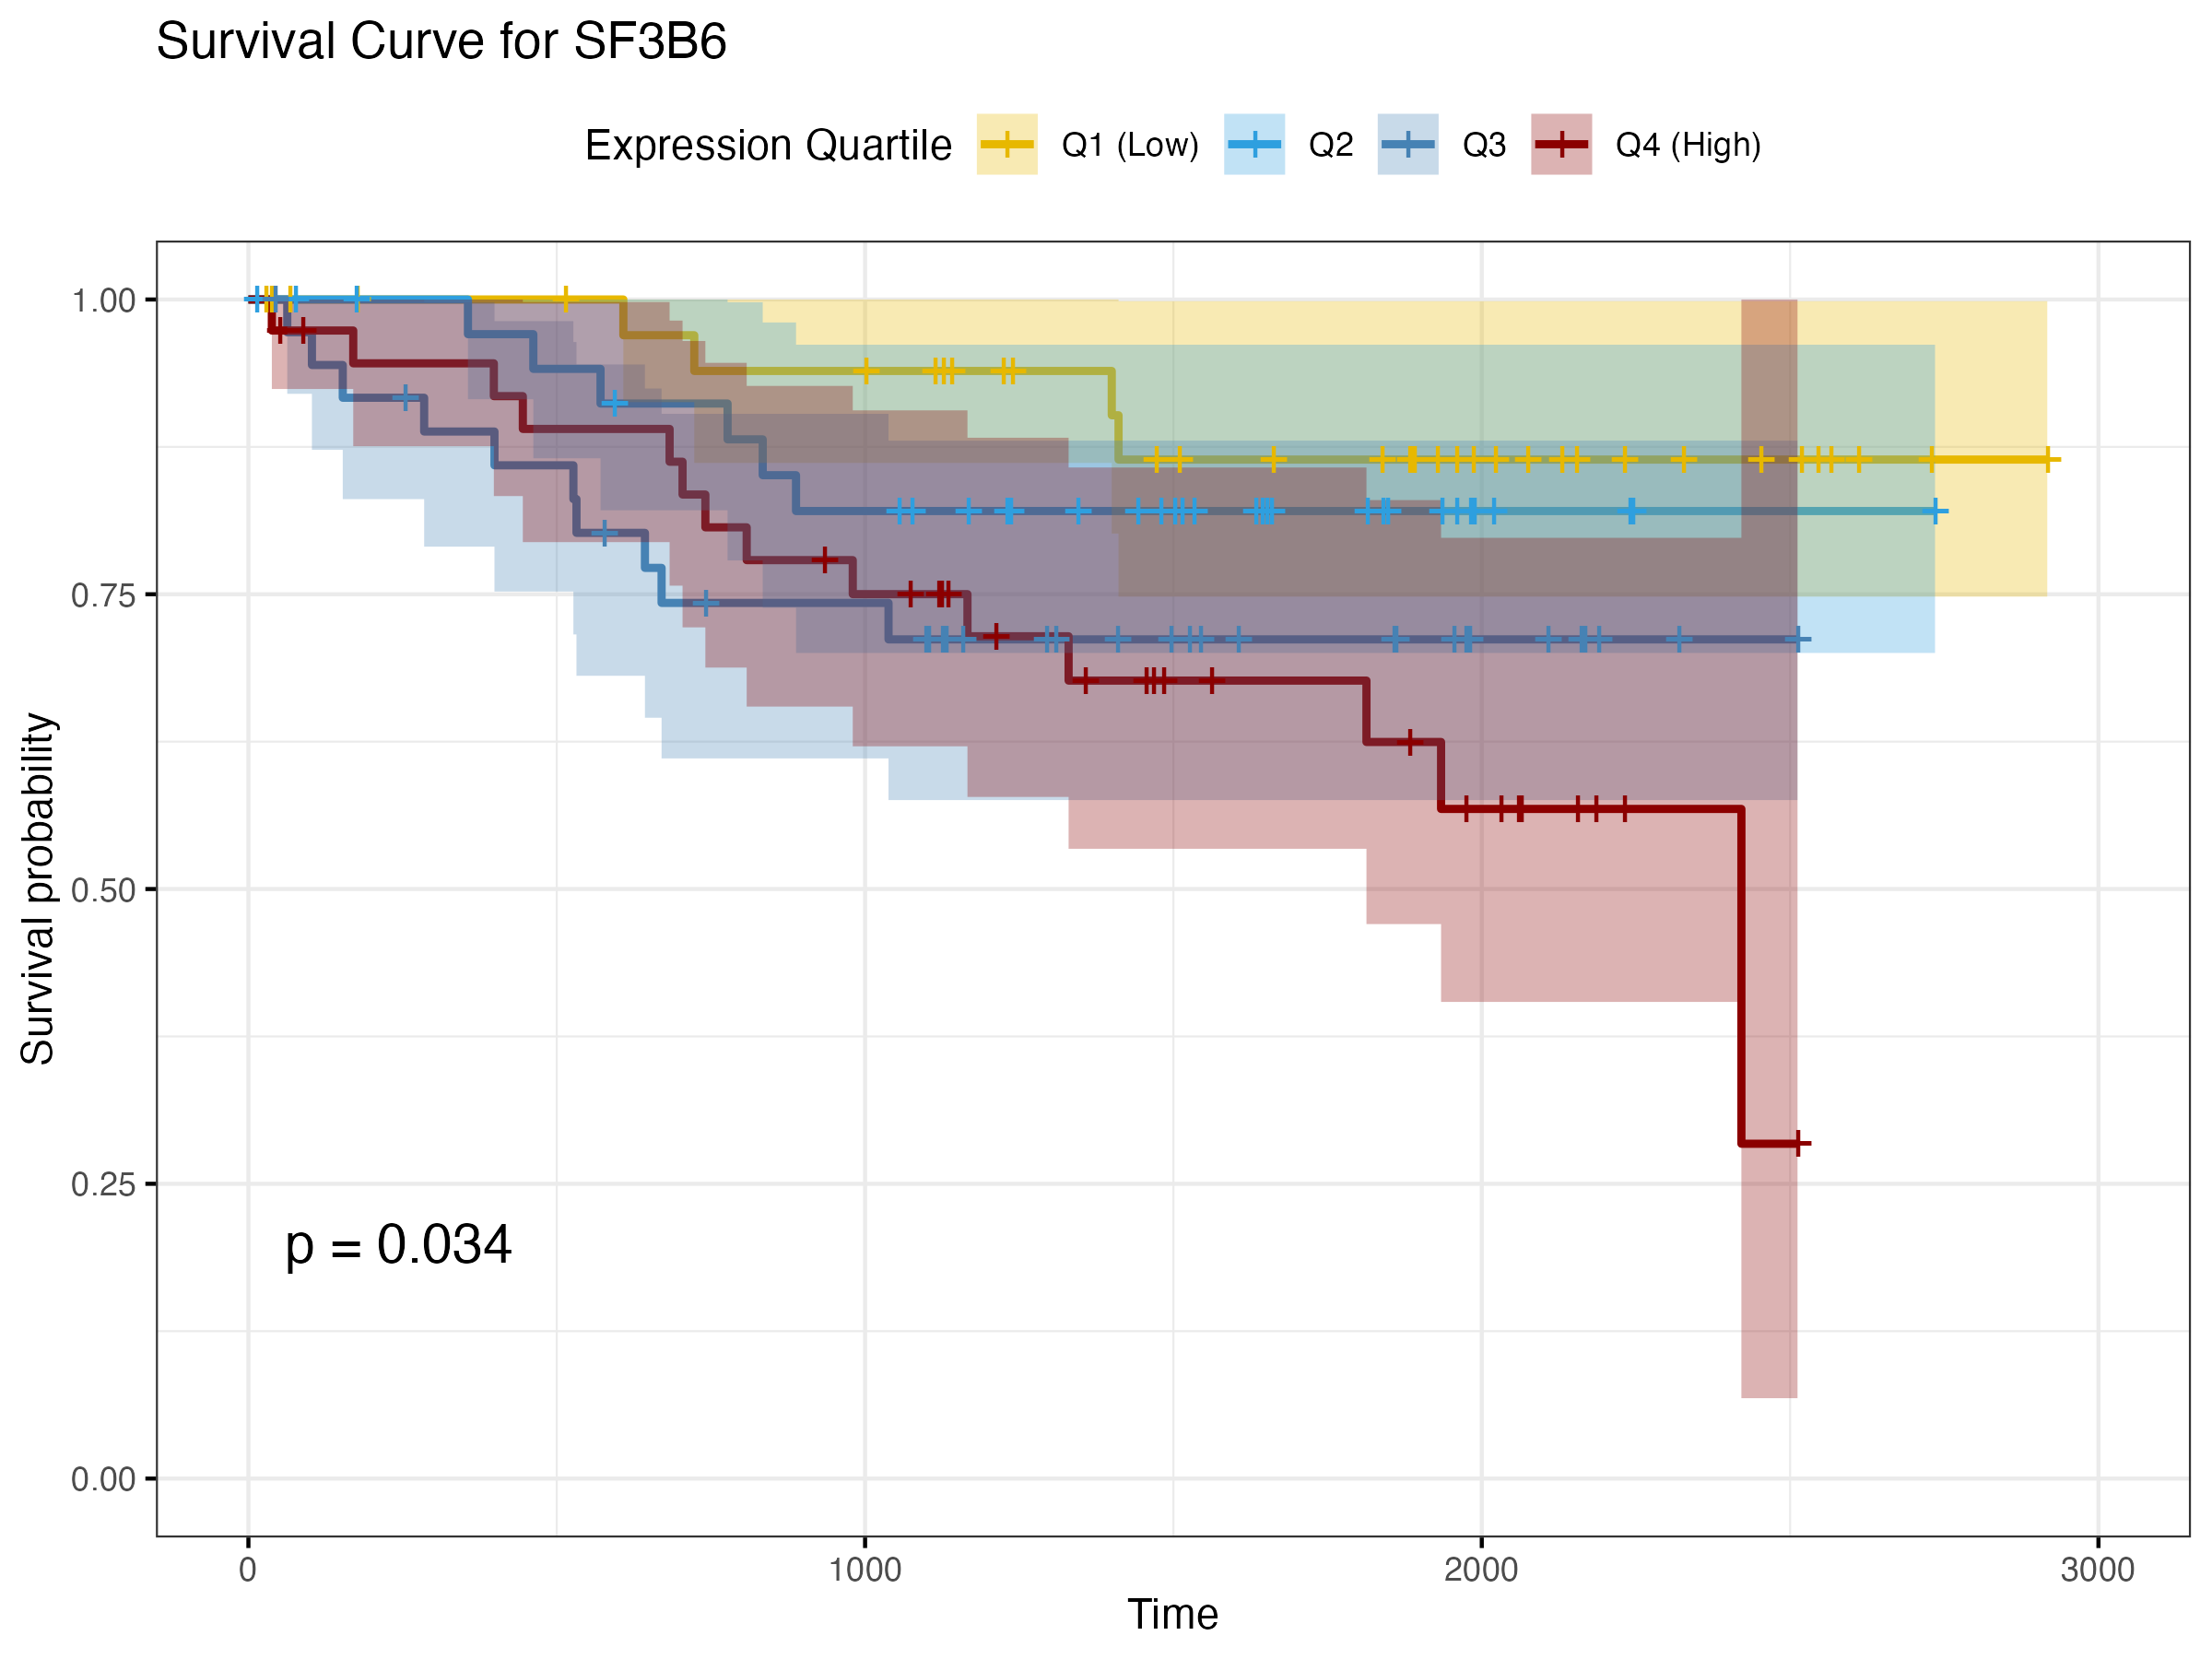 Survival Curve for SF3B6
Expression Quartile Q1 (Low) Q2 Q3 Q4 (High)
1.00
0.75
0.50
0.25
0.00
Survival probability
p = 0.034
0 1000 2000 3000
Time